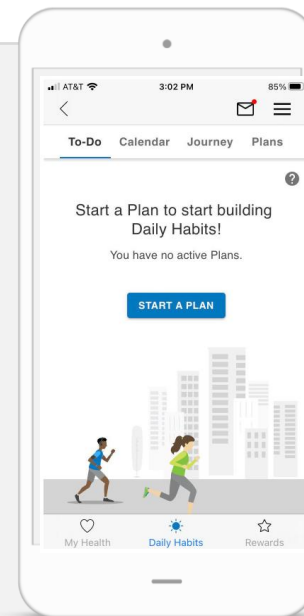 AT&T 3:02 PM 85%
To-Do Calendar Journey Plans
?
Start a Plan to start building
Daily Habits!
You have no active Plans.
START A PLAN
My Health Daily Habits Rewards